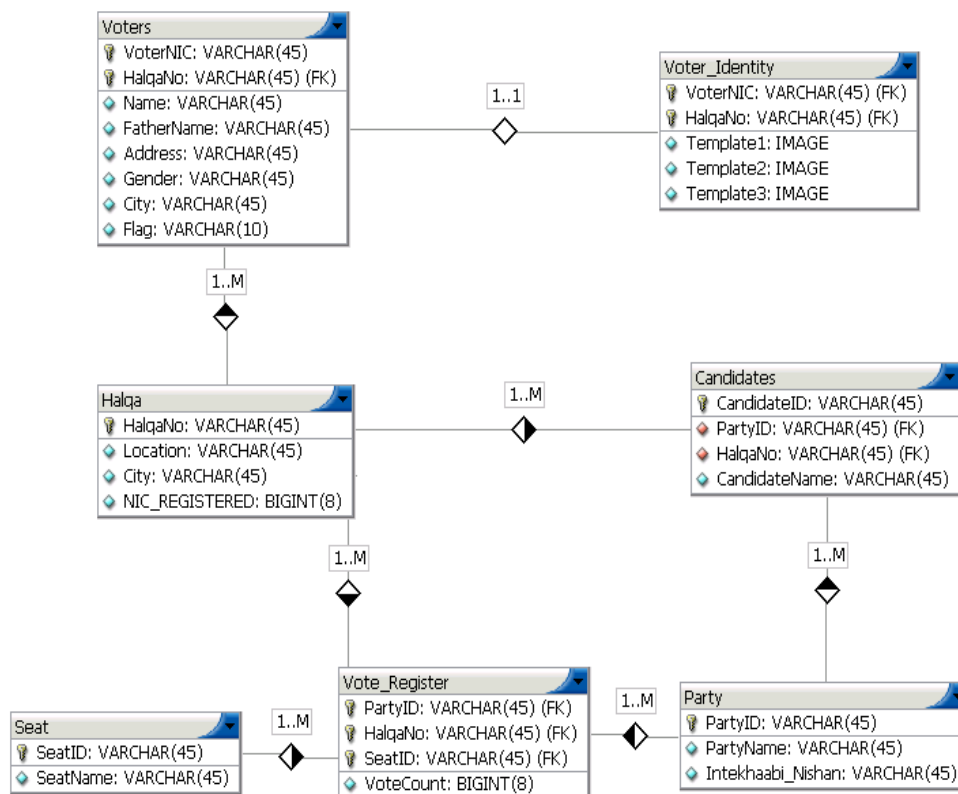 Voters
VoterNIC: VARCHAR(45)
HalqaNo: VARCHAR(45) (FK)
Name: VARCHAR(45)
FatherName: VARCHAR(45)
Address: VARCHAR(45)
Gender: VARCHAR(45)
City: VARCHAR(45)
Flag: VARCHAR(10)
1..1
Voter_Identity
VoterNIC: VARCHAR(45) (FK)
HalqaNo: VARCHAR(45) (FK)
Template1: IMAGE
Template2: IMAGE
Template3: IMAGE
1..M
Halqa
HalqaNo: VARCHAR(45)
Location: VARCHAR(45)
City: VARCHAR(45)
NIC_REGISTERED: BIGINT(8)
1..M
Candidates
CandidateID: VARCHAR(45)
PartyID: VARCHAR(45) (FK)
HalqaNo: VARCHAR(45) (FK)
CandidateName: VARCHAR(45)
1..M
1..M
Seat
SeatID: VARCHAR(45)
SeatName: VARCHAR(45)
1..M
Vote_Register
PartyID: VARCHAR(45) (FK)
HalqaNo: VARCHAR(45) (FK)
SeatID: VARCHAR(45) (FK)
VoteCount: BIGINT(8)
1..M
Party
PartyID: VARCHAR(45)
PartyName: VARCHAR(45)
Intekhaabi_Nishan: VARCHAR(45)